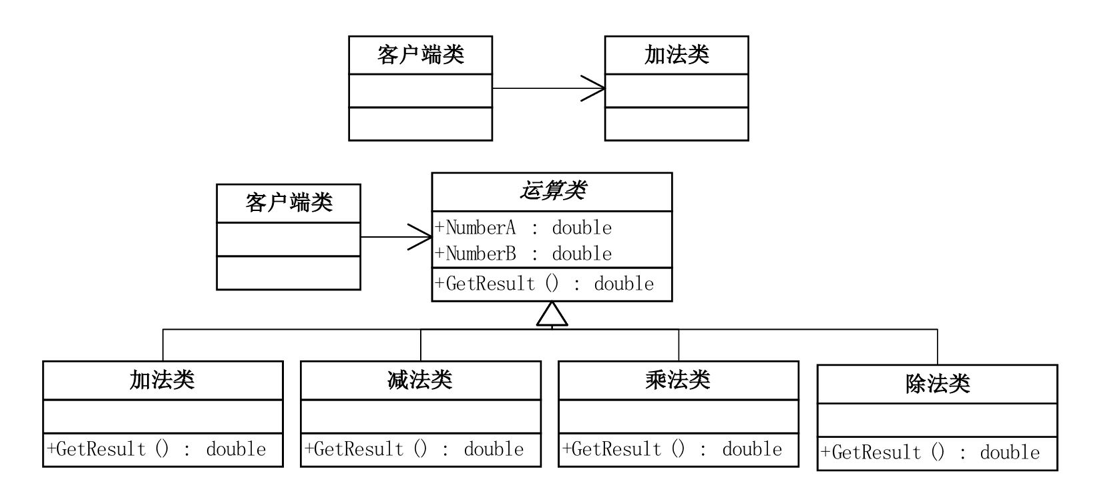 客户端类
加法类
客户端类
运算类
+NumberA : double
+NumberB : double
+GetResult() : double
加法类
+GetResult() : double
减法类
+GetResult() : double
乘法类
+GetResult() : double
除法类
+GetResult() : double